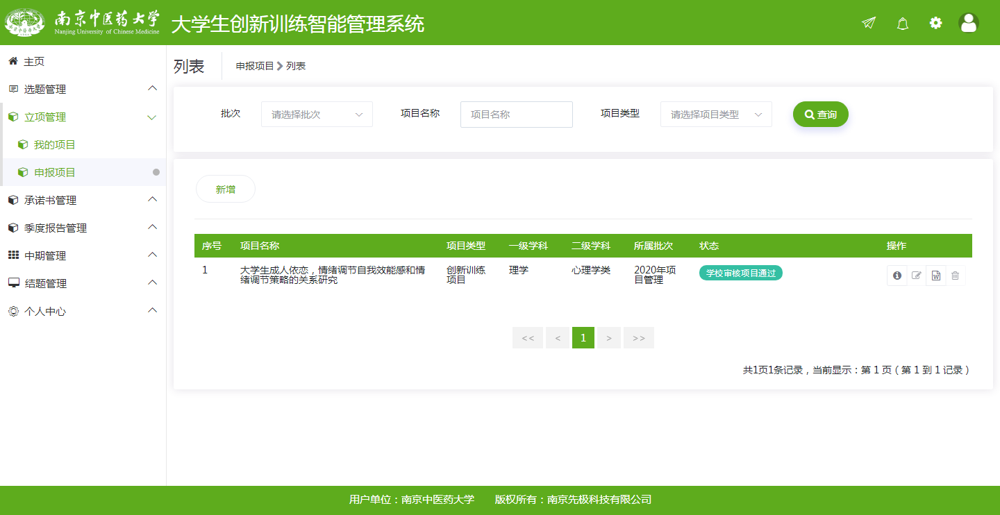 南京中医药大学
Nanjing University of Chinese Medicine
大学生创新训练智能管理系统
主页
选题管理
立项管理
我的项目
申报项目
承诺书管理
季度报告管理
中期管理
结题管理
个人中心
列表 申报项目 列表
批次 请选择批次 项目名称 项目名称 项目类型 请选择项目类型 查询
新增
序号 项目名称 项目类型 一级学科 二级学科 所属批次 状态 操作
1 大学生成人依恋，情绪调节自我效能感和情 创新训练 理学 心理学类 2020年项 学校审核项目通过
绪调节策略的关系研究 项目 目管理
<< < 1 > >>
共1页1条记录，当前显示：第 1 页（第 1 到 1 记录）
用户单位：南京中医药大学 版权所有：南京先极科技有限公司